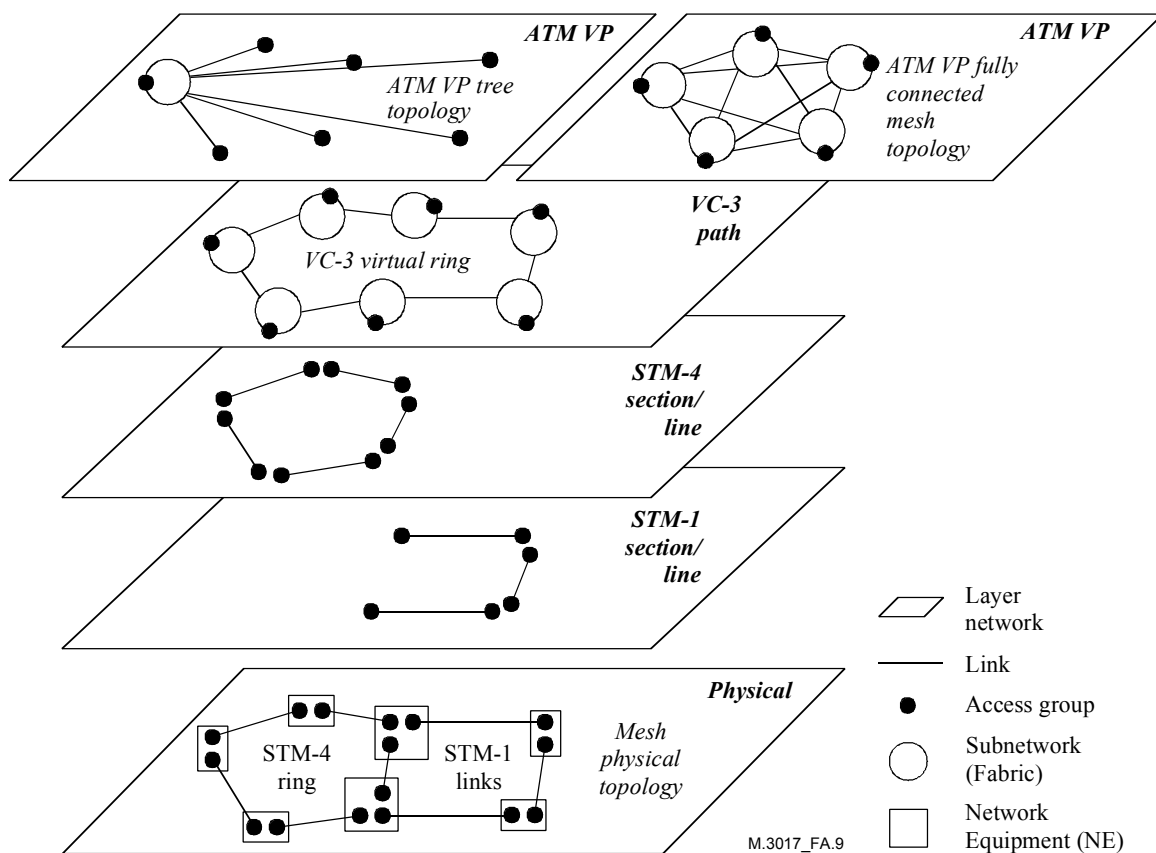 ATM VP
ATM VP tree
topology
ATM VP
ATM VP fully
connected
mesh
topology
VC-3
path
VC-3 virtual ring
STM-4
section/
line
STM-1
section/
line
Physical
STM-4
ring
STM-1
links
Mesh
physical
topology
M.3017_FA.9
Layer
network
Link
Access group
Subnetwork
(Fabric)
Network
Equipment (NE)